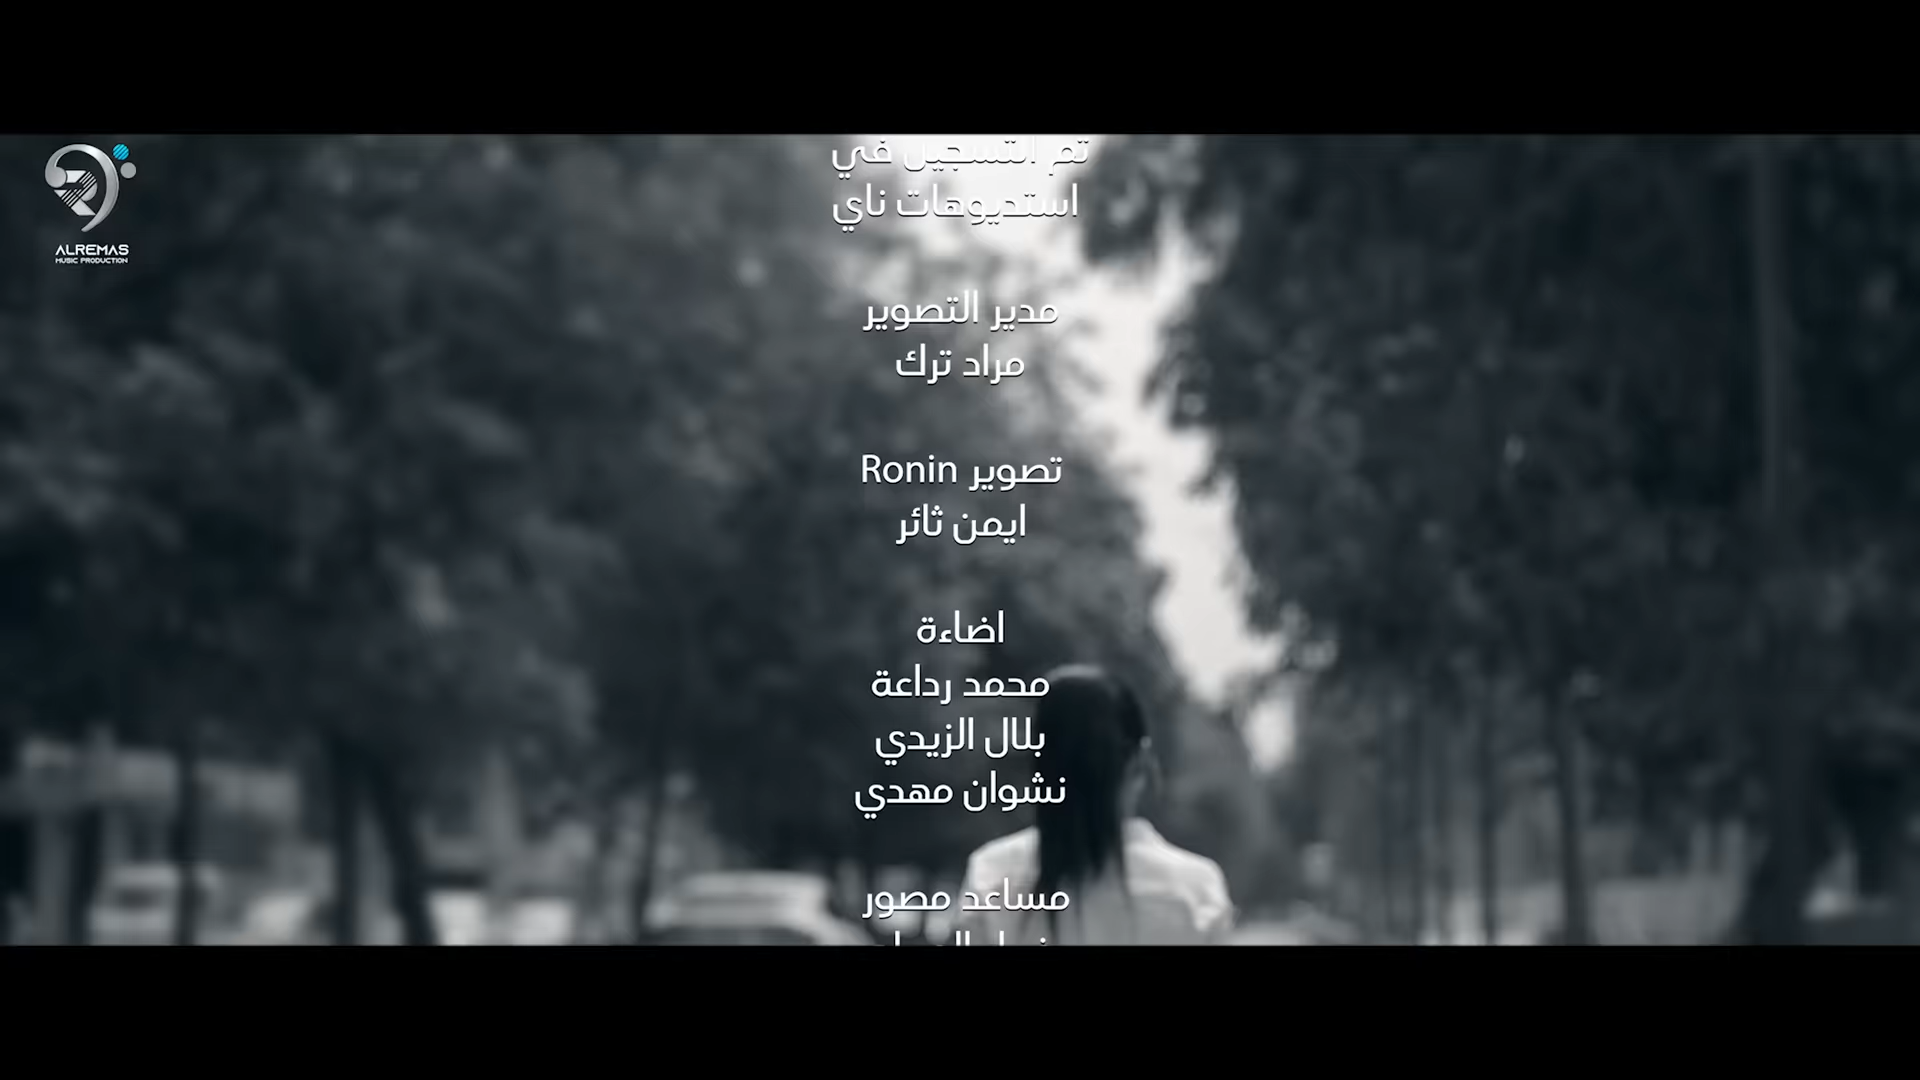 ALREMAS
MUSIC PRODUCTION
تم التسجيل في
استديوهات ناي
مدير التصوير
مراد ترك
تصوير Ronin
ايمن ثائر
اضاءة
محمد رداعة
بلال الزيدي
نشوان مهدي
مساعد مصور